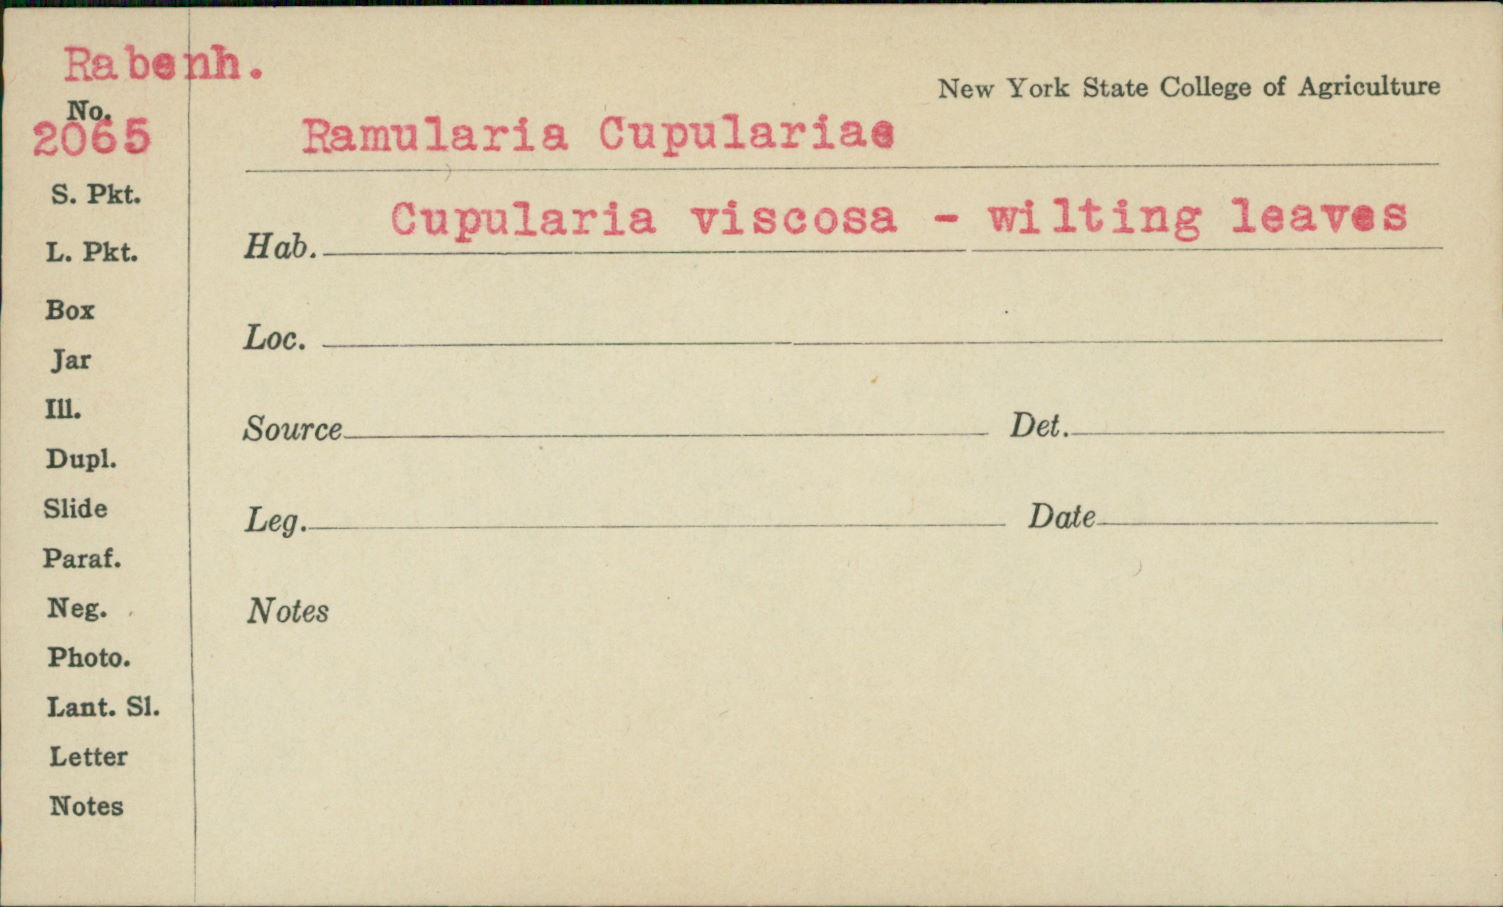 Rabenh.
New York State College of Agriculture
No.
2065
Ramularia Cupulariae
S. Pkt.
Hab. Cupularia viscosa - wilting leaves
L. Pkt.
Box
Loc.
Jar
Ill.
Source Det.
Dupl.
Slide
Leg. Date
Paraf.
Neg.
Notes
Photo.
Lant. Sl.
Letter
Notes